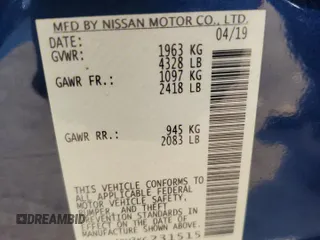 MFD BY NISSAN MOTOR CO., LTD.
DATE: 04/19
GVWR: 1963 KG
4328 LB
GAWR FR.: 1097 KG
2418 LB
GAWR RR.: 945 KG
2083 LB
THIS VEHICLE CONFORMS TO
ALL APPLICABLE FEDERAL
MOTOR VEHICLE SAFETY,
BUMPER, AND THEFT
PREVENTION STANDARDS IN
EFFECT ON THE DATE OF
MANUFACTURE SHOWN ABOVE.
231515
DREAMBID